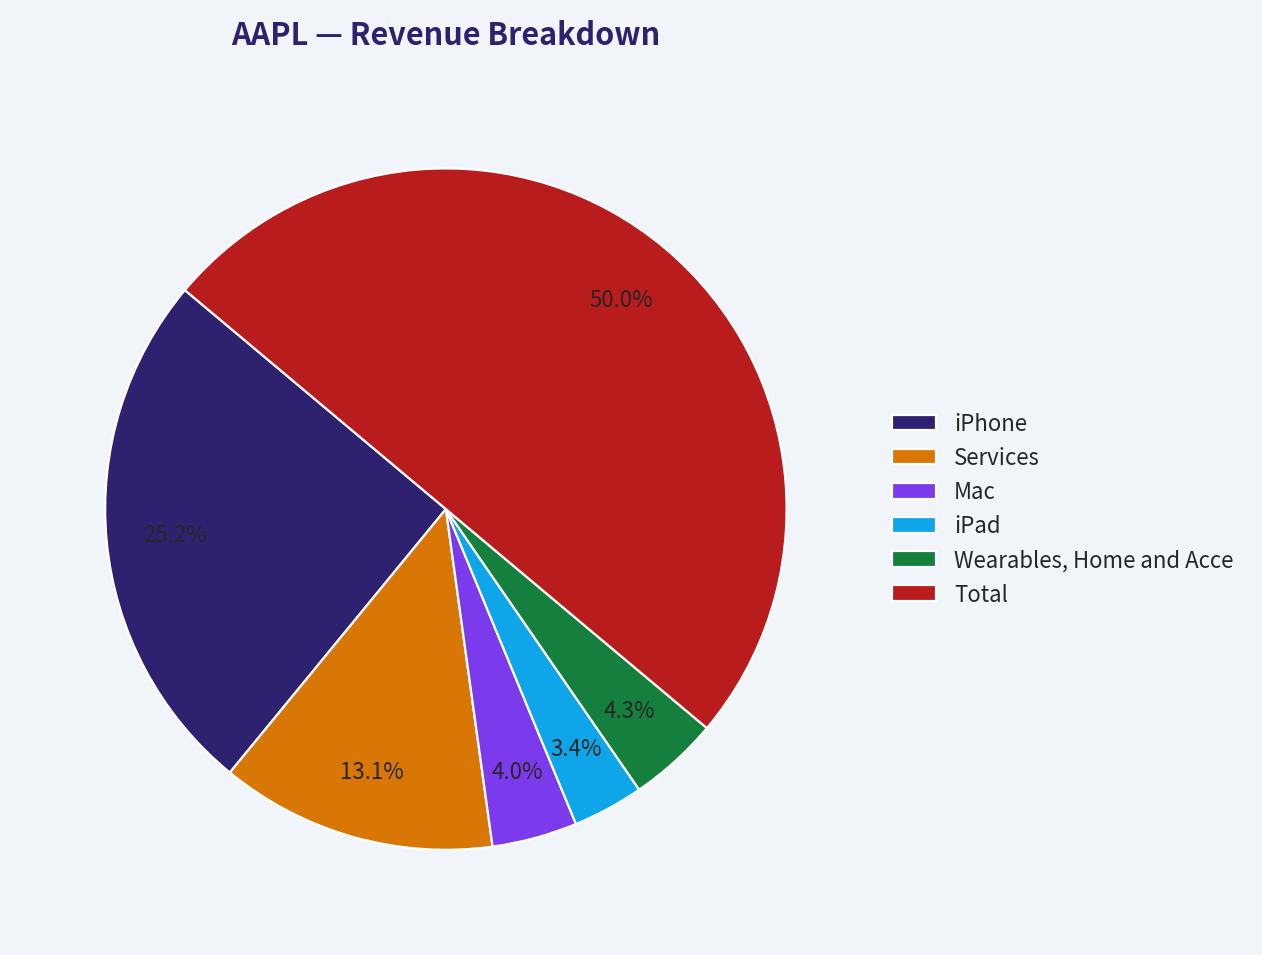 AAPL — Revenue Breakdown
50.0%
25.2%
13.1%
4.0%
3.4%
4.3%
iPhone
Services
Mac
iPad
Wearables, Home and Acce
Total